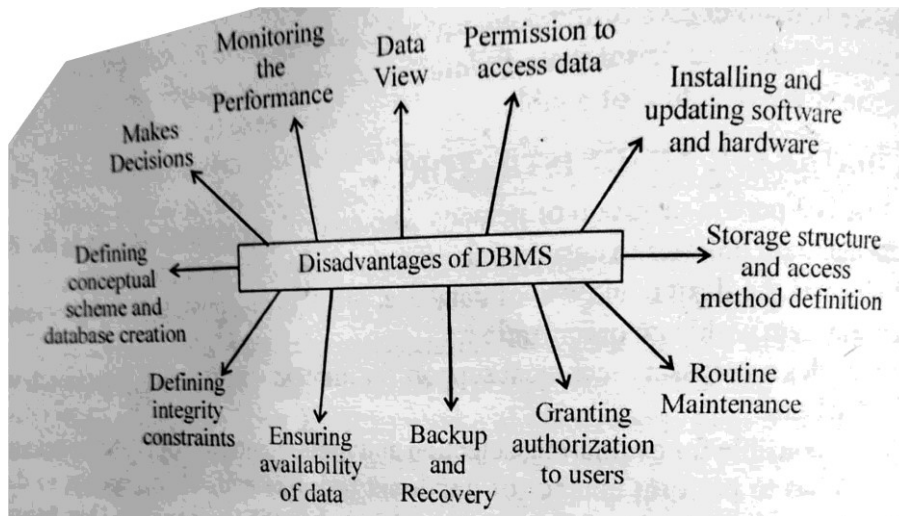 Monitoring
the
Performance
Data
View
Permission to
access data
Installing and
updating software
and hardware
Makes
Decisions
Disadvantages of DBMS
Storage structure
and access
method definition
Defining
conceptual
scheme and
database creation
Defining
integrity
constraints
Ensuring
availability
of data
Backup
and
Recovery
Granting
authorization
to users
Routine
Maintenance